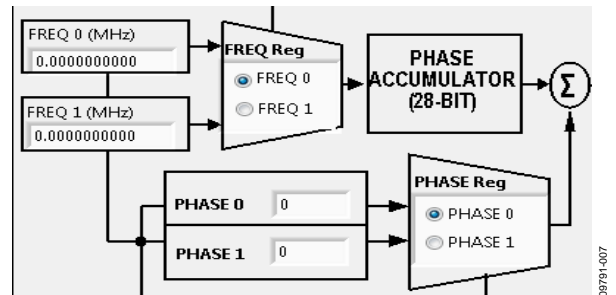 FREQ 0 (MHz)
0.0000000000
FREQ 1 (MHz)
0.0000000000
FREQ Reg
FREQ 0
FREQ 1
PHASE
ACCUMULATOR
(28-BIT)
Σ
PHASE 0
0
PHASE 1
0
PHASE Reg
PHASE 0
PHASE 1
09791-007